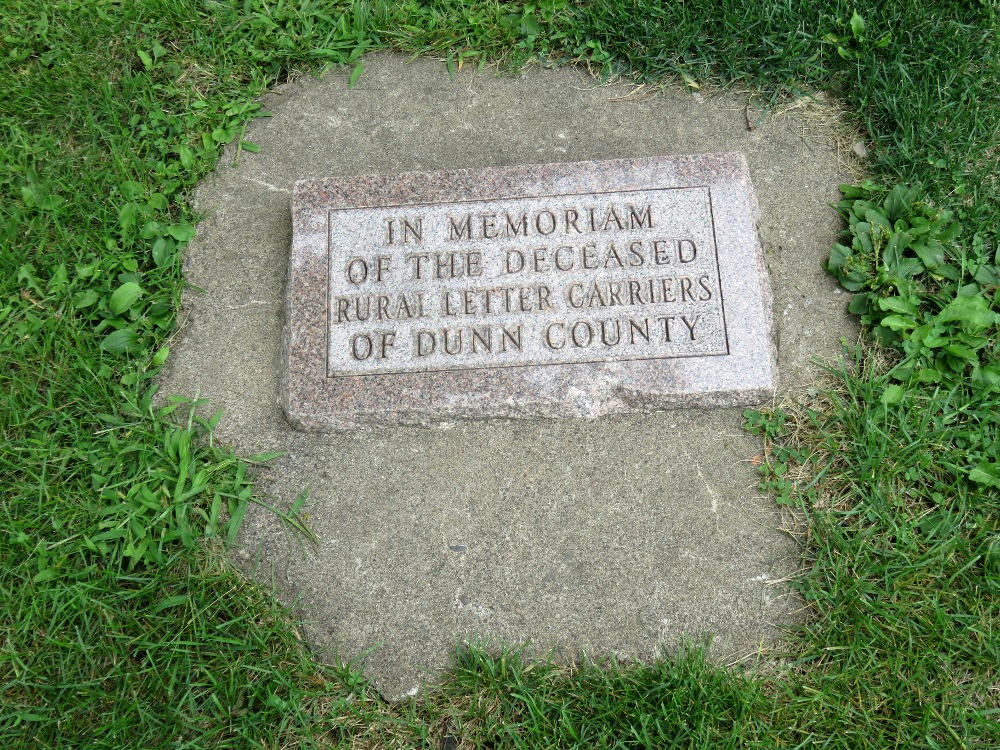 IN MEMORIAM
OF THE DECEASED
RURAL LETTER CARRIERS
OF DUNN COUNTY